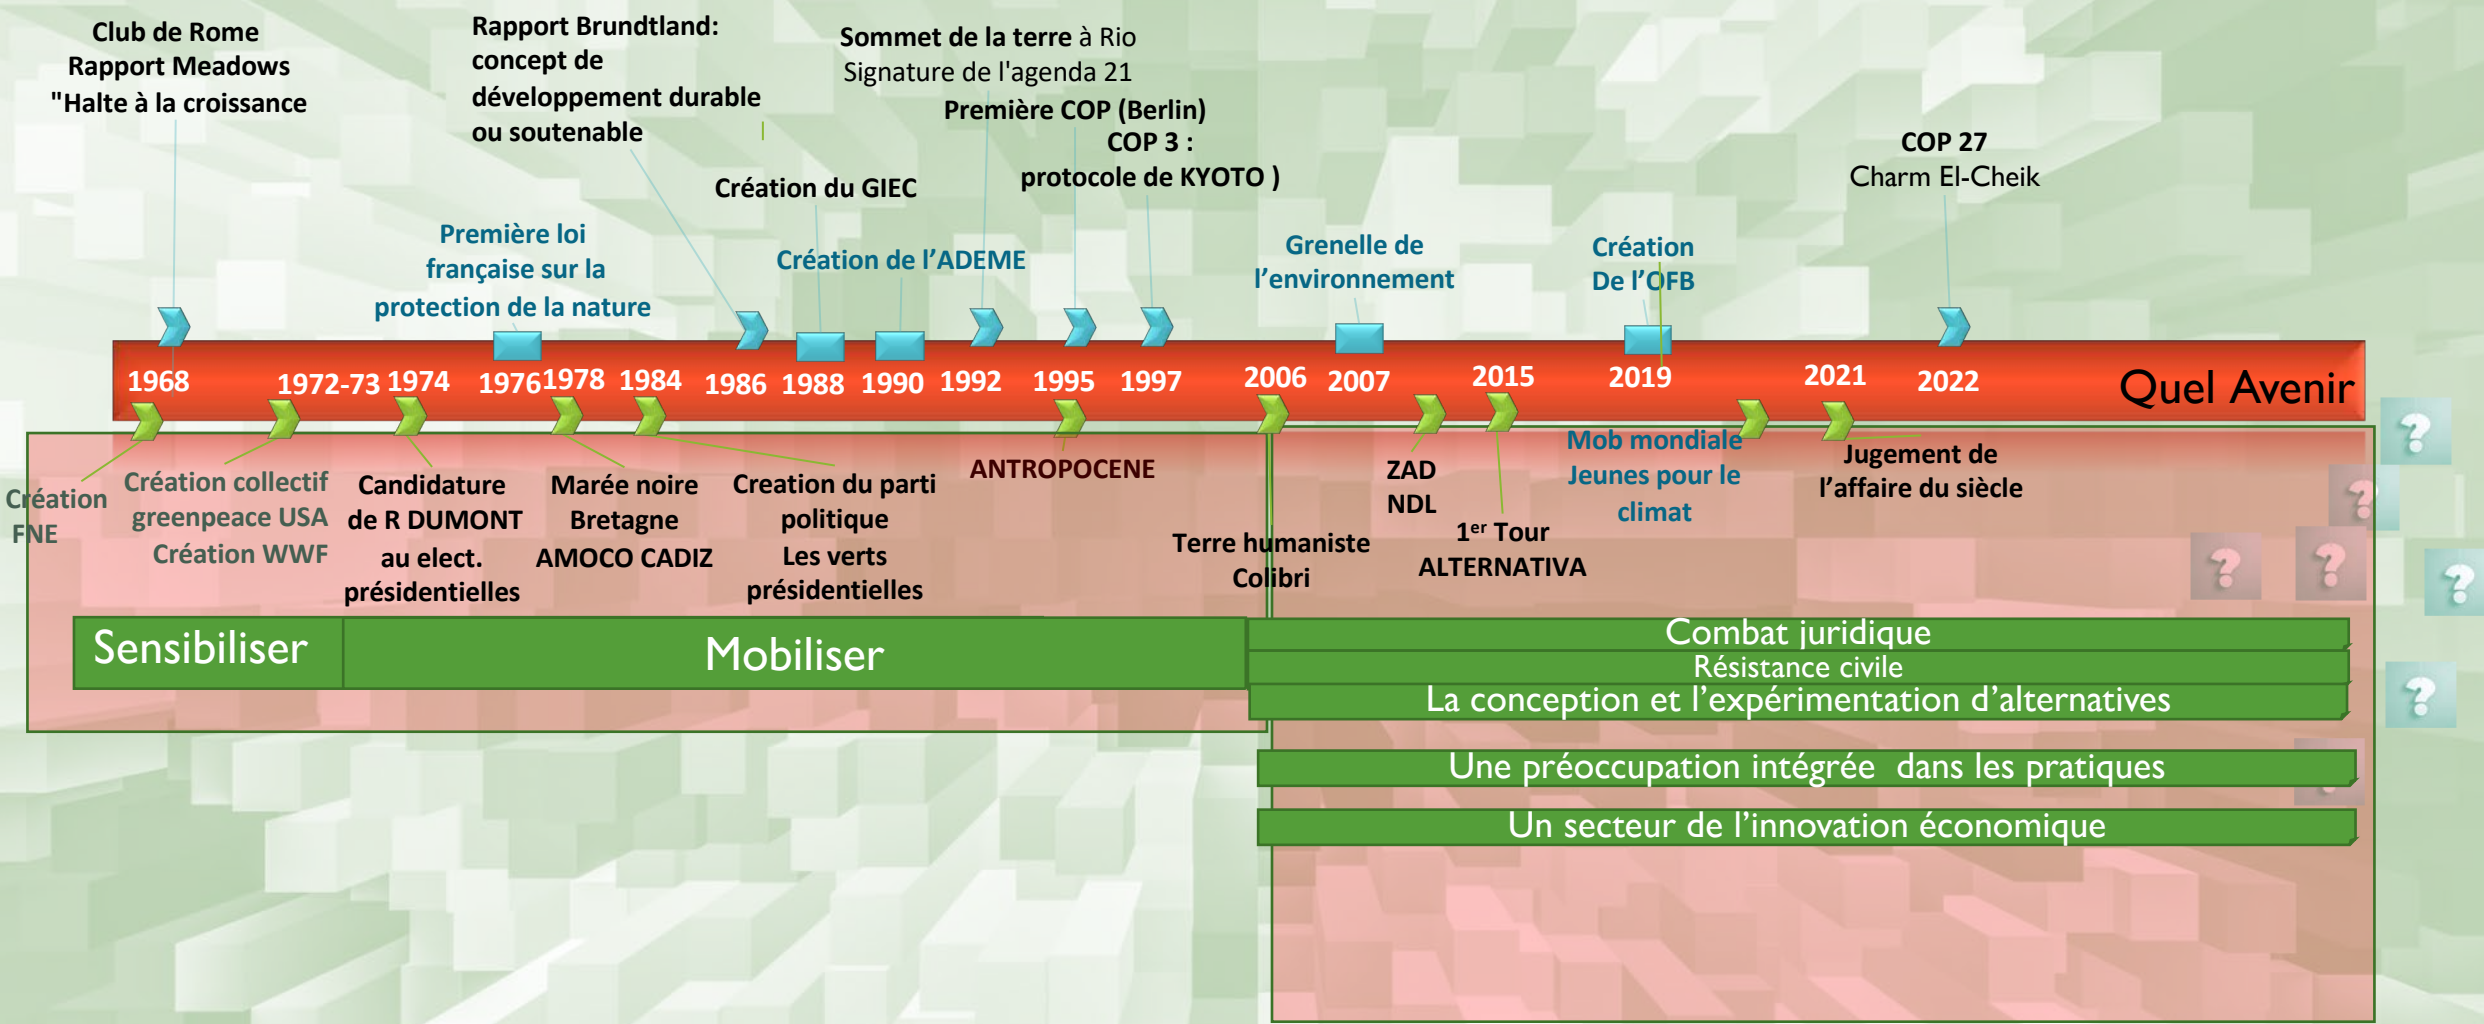 Club de Rome
Rapport Meadows
"Halte à la croissance
Rapport Brundtland:
concept de
développement durable
ou soutenable
Sommet de la terre à Rio
Signature de l'agenda 21
Première COP (Berlin)
COP 3 :
protocole de KYOTO )
COP 27
Charm El-Cheik
Création du GIEC
Première loi
française sur la
protection de la nature
Création de l’ADEME
Grenelle de
l’environnement
Création
De l’OFB
1968
1972-73
1974
1976
1978
1984
1986
1988
1990
1992
1995
1997
2006
2007
2015
2019
2021
2022
Quel Avenir
Création
FNE
Création collectif
greenpeace USA
Création WWF
Candidature
de R DUMONT
au elect.
présidentielles
Marée noire
Bretagne
AMOCO CADIZ
Creation du parti
politique
Les verts
présidentielles
ANTROPOCENE
Terre humaniste
Colibri
ZAD
NDL
1er Tour
ALTERNATIVA
Mob mondiale
Jeunes pour le
climat
Jugement de
l’affaire du siècle
?
?
?
?
?
?
?
Sensibiliser
Mobiliser
Combat juridique
Résistance civile
La conception et l’expérimentation d’alternatives
Une préoccupation intégrée dans les pratiques
Un secteur de l’innovation économique